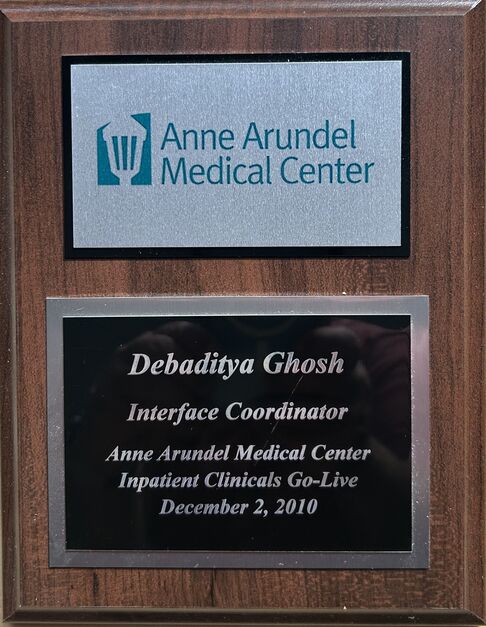 Anne Arundel
Medical Center
Debaditya Ghosh
Interface Coordinator
Anne Arundel Medical Center
Inpatient Clinicals Go-Live
December 2, 2010